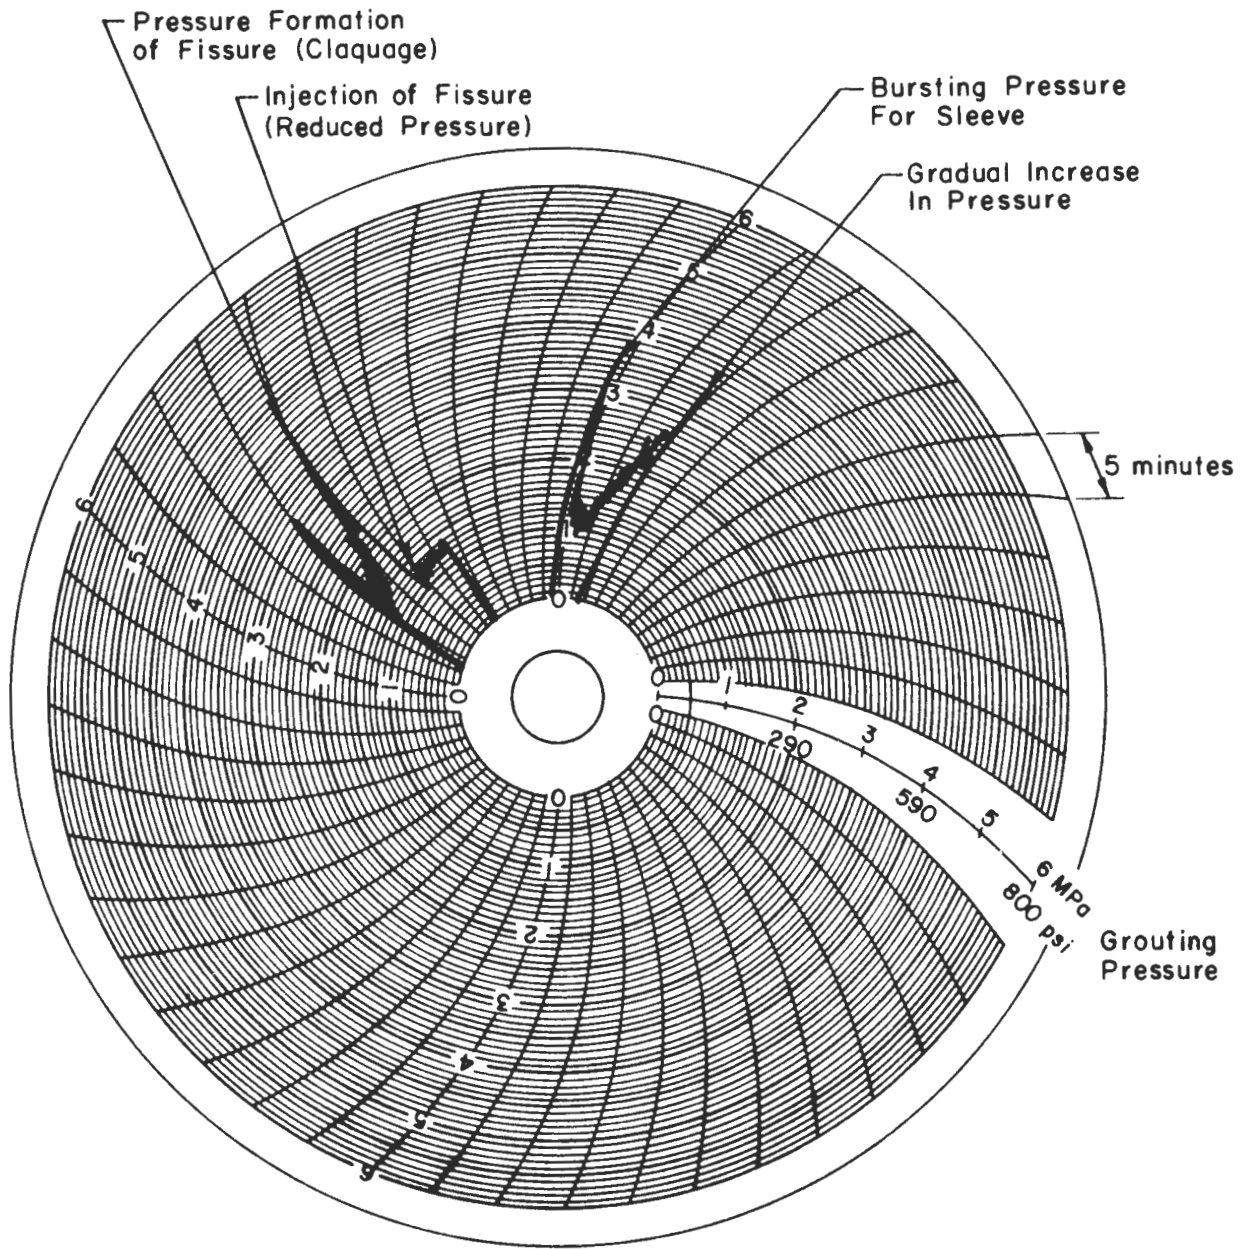 Pressure Formation
of Fissure (Claquage)
Injection of Fissure
(Reduced Pressure)
Bursting Pressure
For Sleeve
Gradual Increase
In Pressure
6
5
4
3
1
0
5 minutes
6
5
4
3
2
1
0
0
1
2
3
4
5
6 MPa
0
290
590
800 psi
Grouting
Pressure
0
1
2
3
4
5
6